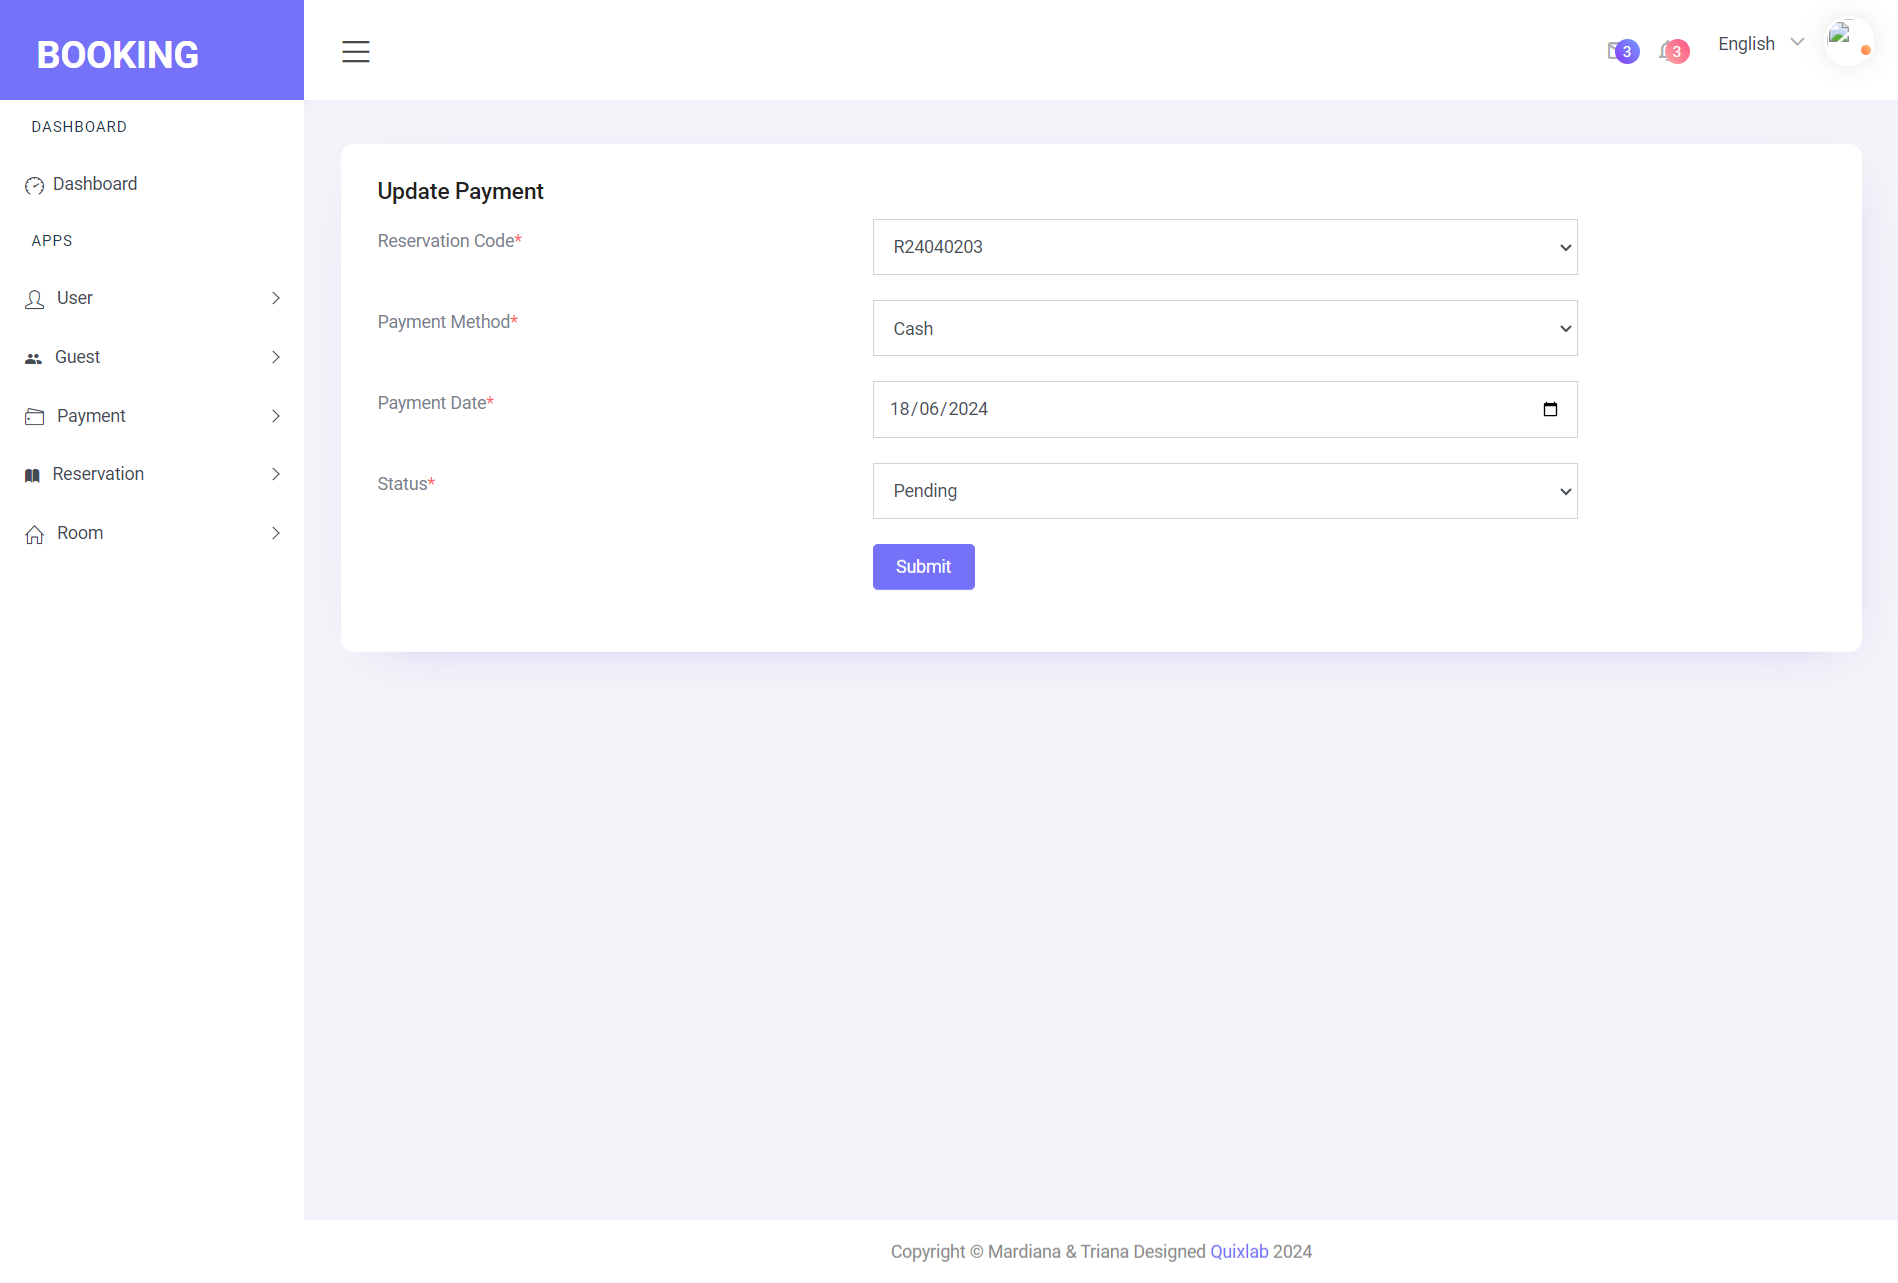 BOOKING
3
3
English
DASHBOARD
Dashboard
APPS
User
Guest
Payment
Reservation
Room
Update Payment
Reservation Code*
R24040203
Payment Method*
Cash
Payment Date*
18/06/2024
Status*
Pending
Submit
Copyright © Mardiana & Triana Designed Quixlab 2024